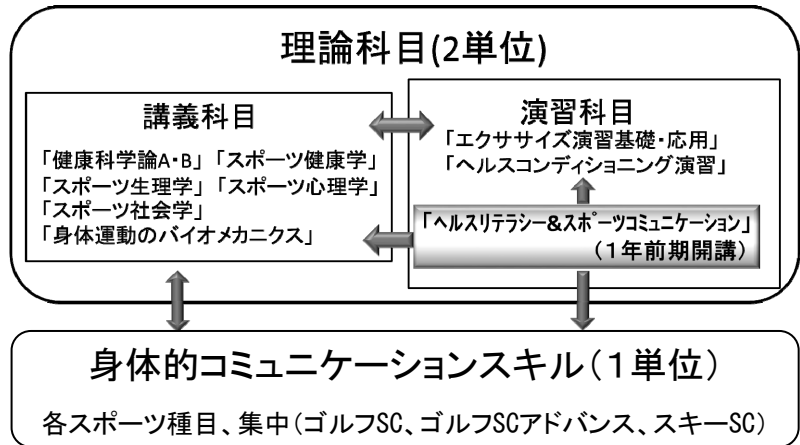 理論科目(2単位)
講義科目
「健康科学論A・B」「スポーツ健康学」
「スポーツ生理学」「スポーツ心理学」
「スポーツ社会学」
「身体運動のバイオメカニクス」
演習科目
「エクササイズ演習基礎・応用」
「ヘルスコンディショニング演習」
「ヘルスリテラシー&スポーツコミュニケーション」
(1年前期開講)
身体的コミュニケーションスキル(1単位)
各スポーツ種目、集中(ゴルフSC、ゴルフSCアドバンス、スキーSC)